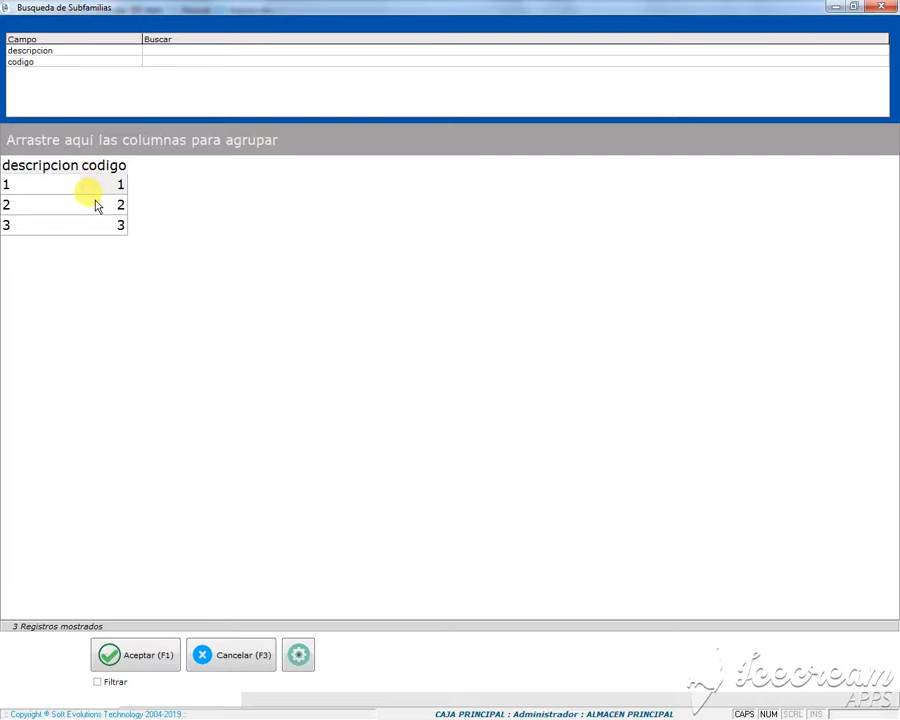 Busqueda de Subfamilias
Campo Buscar
descripcion
codigo
Arrastre aquí las columnas para agrupar
descripcion codigo
1 1
2 2
3 3
3 Registros mostrados
Aceptar (F1) Cancelar (F3)
Filtrar
Icecream
APPS
:: Copyright ® Soft Evolutions Technology 2004-2019 :: CAJA PRINCIPAL : Administrador : ALMACEN PRINCIPAL CAPS NUM SCRL INS